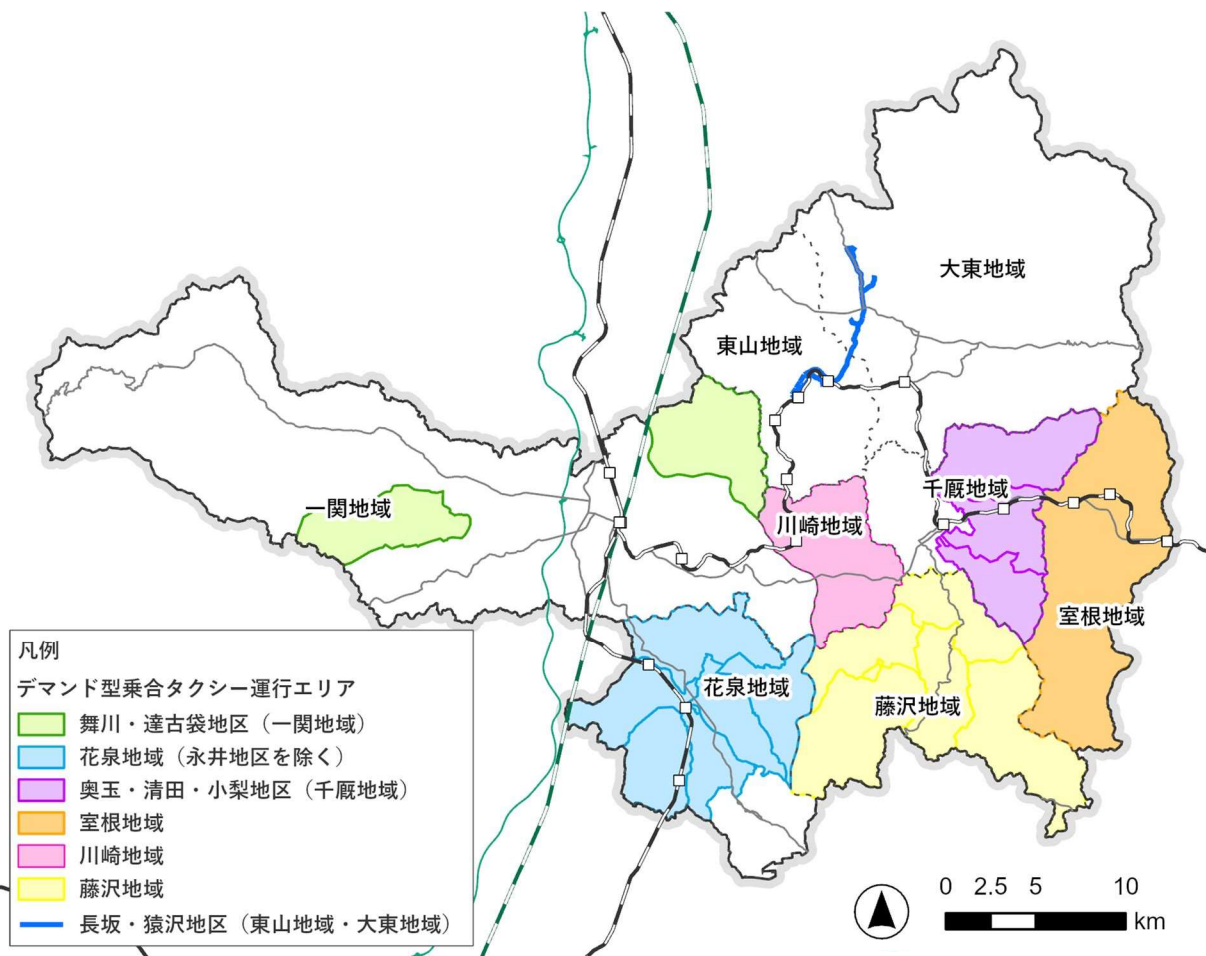 大東地域
東山地域
一関地域
川崎地域
千厩地域
室根地域
花泉地域
藤沢地域
凡例
デマンド型乗合タクシー運行エリア
舞川・達古袋地区（一関地域）
花泉地域（永井地区を除く）
奥玉・清田・小梨地区（千厩地域）
室根地域
川崎地域
藤沢地域
長坂・猿沢地区（東山地域・大東地域）
0 2.5 5 10
km